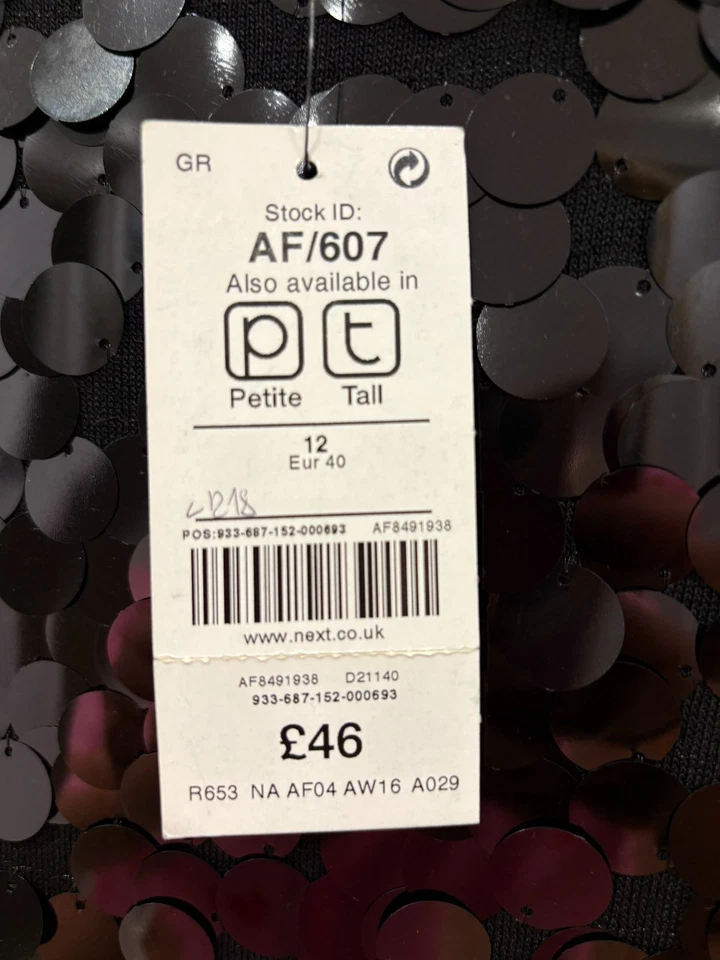 GR
Stock ID:
AF/607
Also available in
p t
Petite Tall
12
Eur 40
POS:933-687-152-000693 AF8491938
www.next.co.uk
AF8491938 D21140
933-687-152-000693
£46
R653 NA AF04 AW16 A029